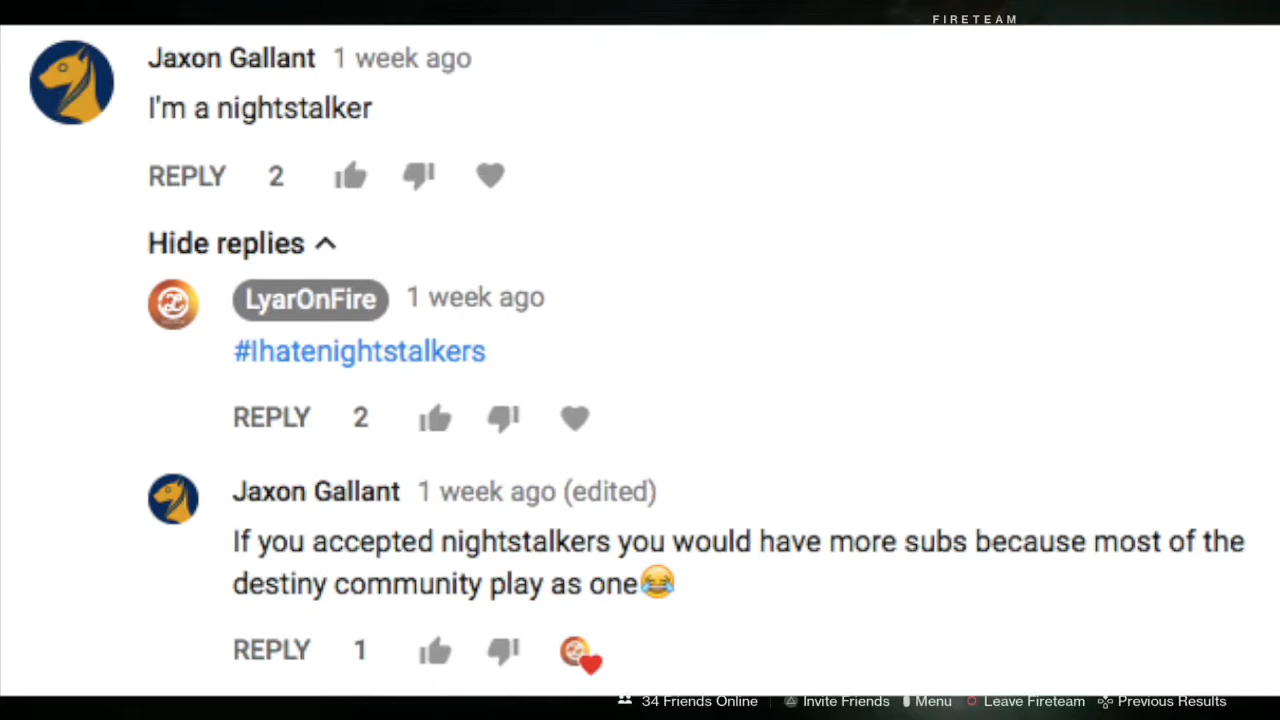 FIRETEAM
Jaxon Gallant 1 week ago
I'm a nightstalker
REPLY 2
Hide replies
LyarOnFire 1 week ago
#Ihatenightstalkers
REPLY 2
Jaxon Gallant 1 week ago (edited)
If you accepted nightstalkers you would have more subs because most of the
destiny community play as one😂
REPLY 1
34 Friends Online Invite Friends Menu Leave Fireteam Previous Results